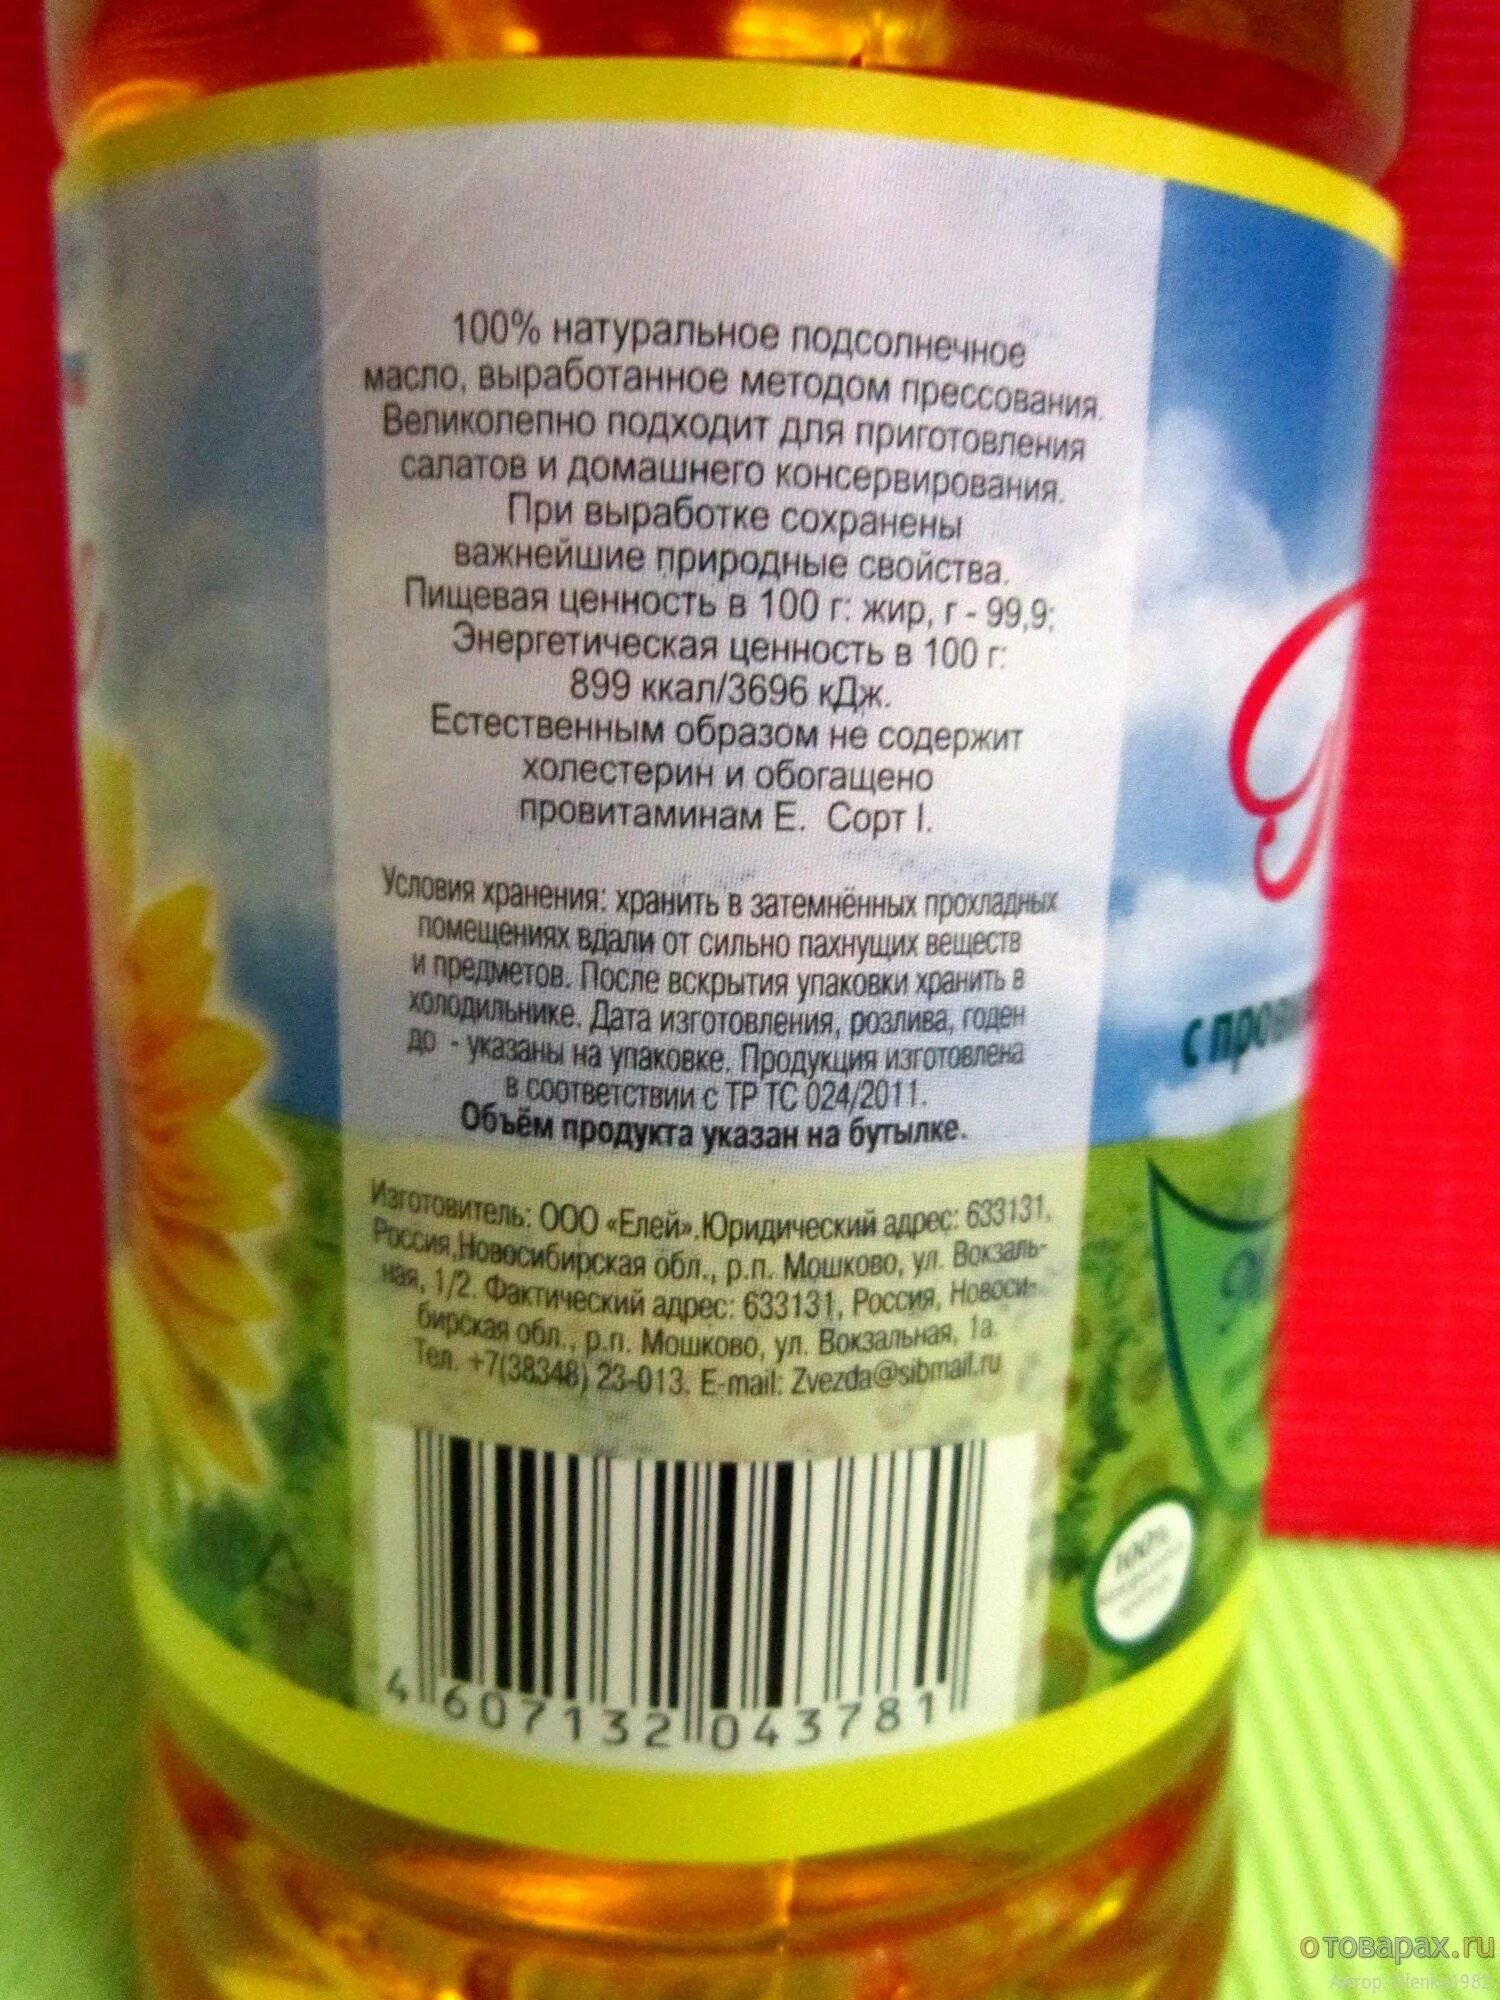 100% натуральное подсолнечное
масло, выработанное методом прессования.
Великолепно подходит для приготовления
салатов и домашнего консервирования.
При выработке сохранены
важнейшие природные свойства.
Пищевая ценность в 100 г: жир, г - 99,9;
Энергетическая ценность в 100 г:
899 ккал/3696 кДж.
Естественным образом не содержит
холестерин и обогащено
провитаминам Е. Сорт I.
Условия хранения: хранить в затемнённых прохладных
помещениях вдали от сильно пахнущих веществ
и предметов. После вскрытия упаковки хранить в
холодильнике. Дата изготовления, розлива, годен
до - указаны на упаковке. Продукция изготовлена
в соответствии с ТР ТС 024/2011.
Объём продукта указан на бутылке.
Изготовитель: ООО «Елей».Юридический адрес: 633131,
Россия,Новосибирская обл., р.п. Мошково, ул. Вокзаль-
ная, 1/2. Фактический адрес: 633131, Россия, Новоси-
бирская обл., р.п. Мошково, ул. Вокзальная, 1а.
Тел. +7(38348) 23-013. E-mail: Zvezda@sibmail.ru
4 607132 043781
с
100%
отоварах.ru